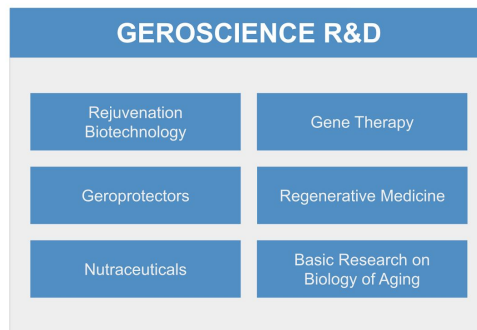 GEROSCIENCE R&D
Rejuvenation
Biotechnology
Gene Therapy
Geroprotectors
Regenerative Medicine
Nutraceuticals
Basic Research on
Biology of Aging